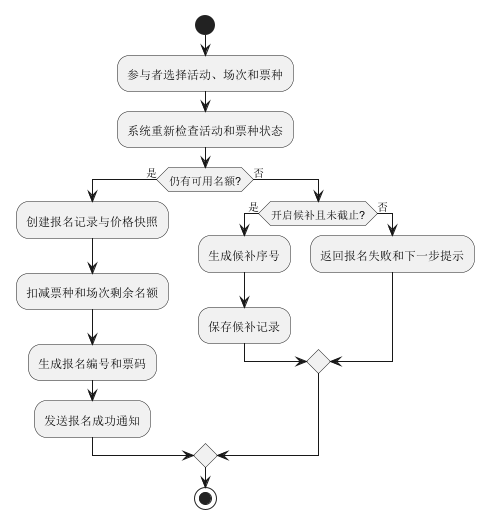 参与者选择活动、场次和票种
系统重新检查活动和票种状态
仍有可用名额?
是
否
创建报名记录与价格快照
扣减票种和场次剩余名额
生成报名编号和票码
发送报名成功通知
开启候补且未截止?
是
否
生成候补序号
保存候补记录
返回报名失败和下一步提示